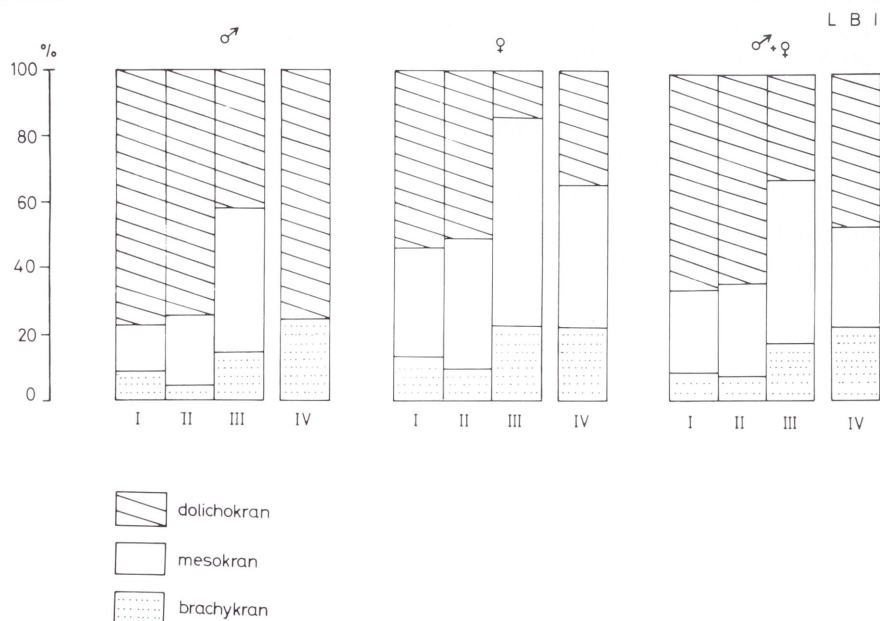 L B I
% ♂ ♀ ♂+♀
100
80
60
40
20
0
I II III IV I II III IV I II III IV
dolichokran
mesokran
brachykran